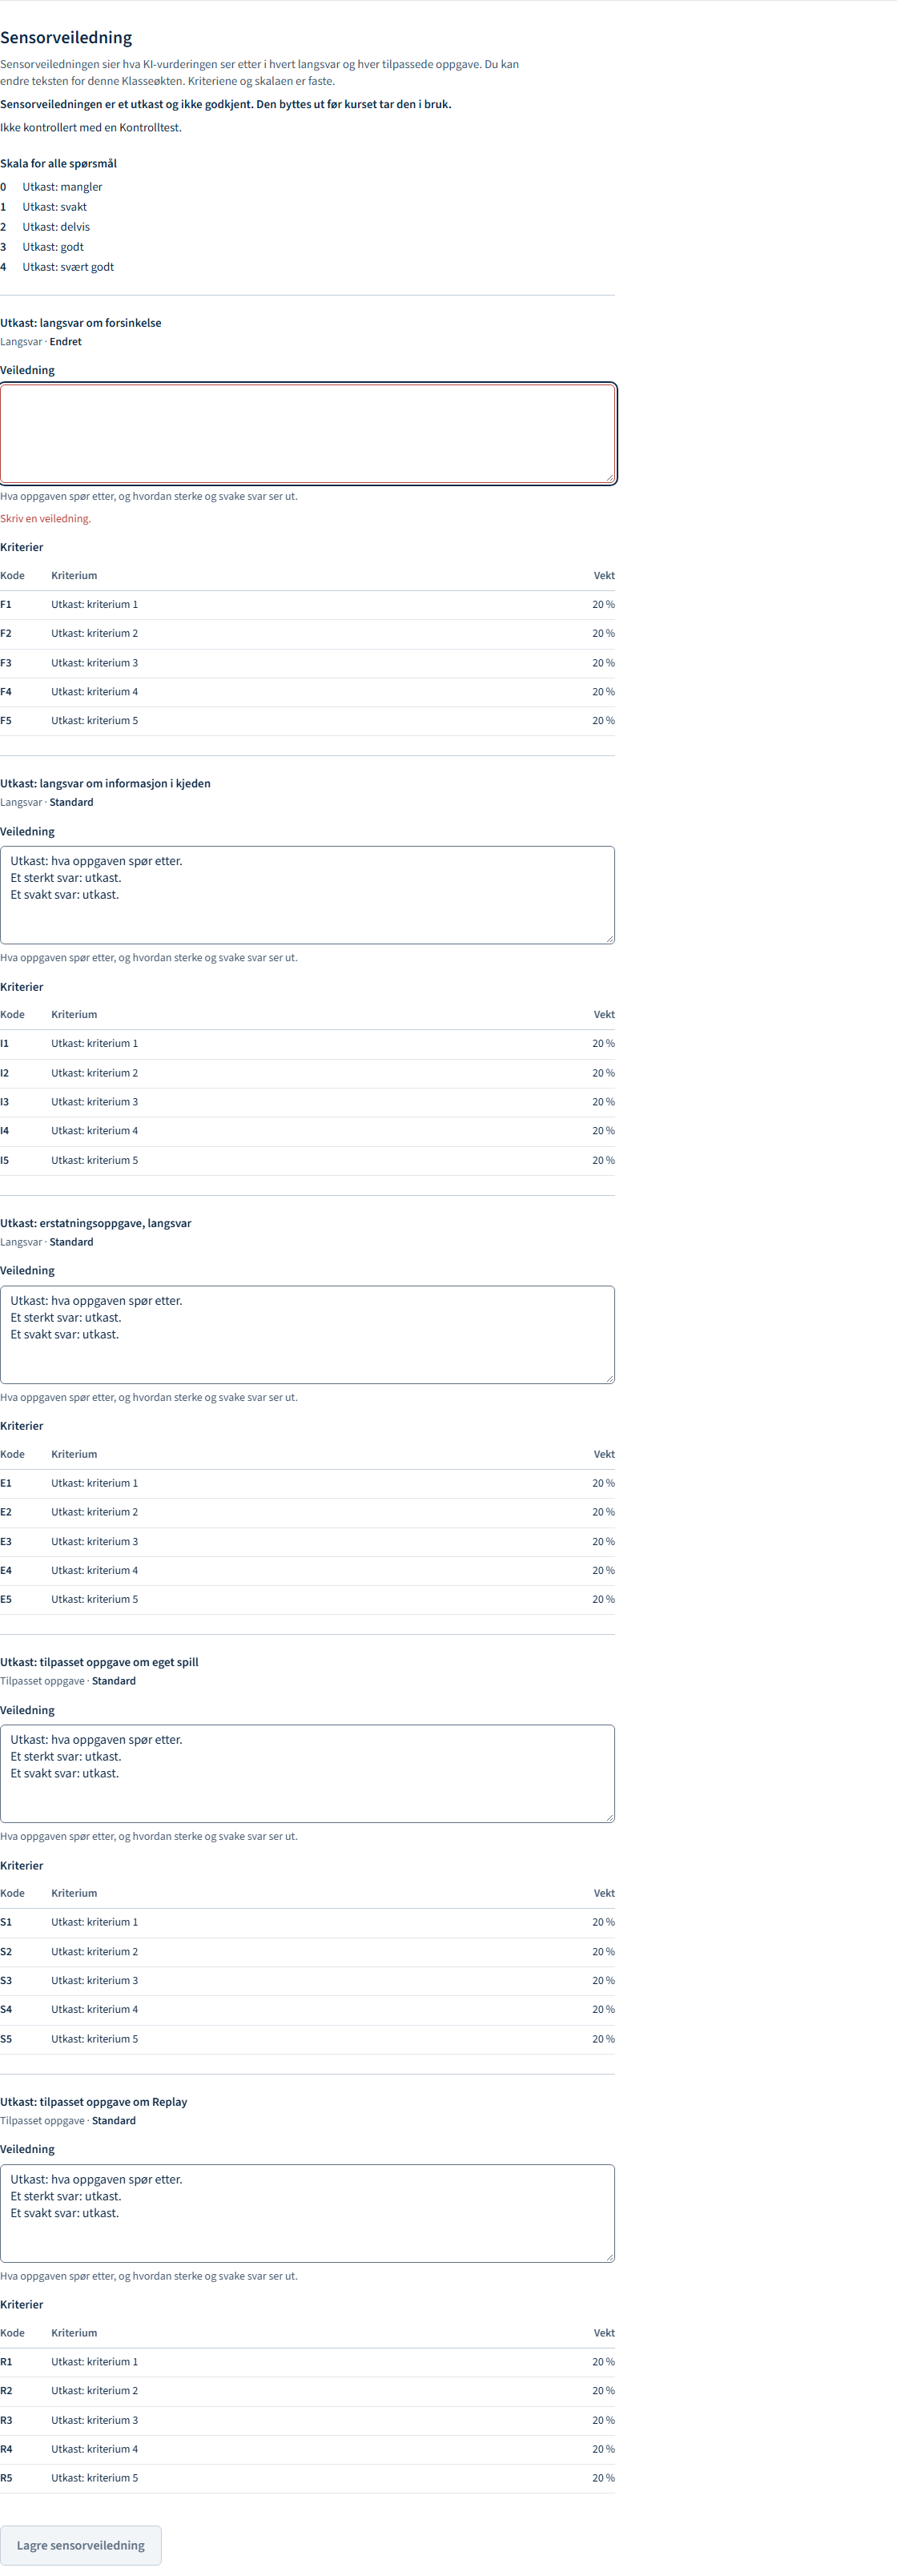 Sensorveiledning
Sensorveiledningen sier hva KI-vurderingen ser etter i hvert langsvar og hver tilpassede oppgave. Du kan
endre teksten for denne Klasseøkten. Kriteriene og skalaen er faste.
Sensorveiledningen er et utkast og ikke godkjent. Den byttes ut før kurset tar den i bruk.
Ikke kontrollert med en Kontrolltest.
Skala for alle spørsmål
0 Utkast: mangler
1 Utkast: svakt
2 Utkast: delvis
3 Utkast: godt
4 Utkast: svært godt
Utkast: langsvar om forsinkelse
Langsvar · Endret
Veiledning
Hva oppgaven spør etter, og hvordan sterke og svake svar ser ut.
Skriv en veiledning.
Kriterier
Kode Kriterium Vekt
F1 Utkast: kriterium 1 20 %
F2 Utkast: kriterium 2 20 %
F3 Utkast: kriterium 3 20 %
F4 Utkast: kriterium 4 20 %
F5 Utkast: kriterium 5 20 %
Utkast: langsvar om informasjon i kjeden
Langsvar · Standard
Veiledning
Utkast: hva oppgaven spør etter.
Et sterkt svar: utkast.
Et svakt svar: utkast.
Hva oppgaven spør etter, og hvordan sterke og svake svar ser ut.
Kriterier
Kode Kriterium Vekt
I1 Utkast: kriterium 1 20 %
I2 Utkast: kriterium 2 20 %
I3 Utkast: kriterium 3 20 %
I4 Utkast: kriterium 4 20 %
I5 Utkast: kriterium 5 20 %
Utkast: erstatningsoppgave, langsvar
Langsvar · Standard
Veiledning
Utkast: hva oppgaven spør etter.
Et sterkt svar: utkast.
Et svakt svar: utkast.
Hva oppgaven spør etter, og hvordan sterke og svake svar ser ut.
Kriterier
Kode Kriterium Vekt
E1 Utkast: kriterium 1 20 %
E2 Utkast: kriterium 2 20 %
E3 Utkast: kriterium 3 20 %
E4 Utkast: kriterium 4 20 %
E5 Utkast: kriterium 5 20 %
Utkast: tilpasset oppgave om eget spill
Tilpasset oppgave · Standard
Veiledning
Utkast: hva oppgaven spør etter.
Et sterkt svar: utkast.
Et svakt svar: utkast.
Hva oppgaven spør etter, og hvordan sterke og svake svar ser ut.
Kriterier
Kode Kriterium Vekt
S1 Utkast: kriterium 1 20 %
S2 Utkast: kriterium 2 20 %
S3 Utkast: kriterium 3 20 %
S4 Utkast: kriterium 4 20 %
S5 Utkast: kriterium 5 20 %
Utkast: tilpasset oppgave om Replay
Tilpasset oppgave · Standard
Veiledning
Utkast: hva oppgaven spør etter.
Et sterkt svar: utkast.
Et svakt svar: utkast.
Hva oppgaven spør etter, og hvordan sterke og svake svar ser ut.
Kriterier
Kode Kriterium Vekt
R1 Utkast: kriterium 1 20 %
R2 Utkast: kriterium 2 20 %
R3 Utkast: kriterium 3 20 %
R4 Utkast: kriterium 4 20 %
R5 Utkast: kriterium 5 20 %
Lagre sensorveiledning